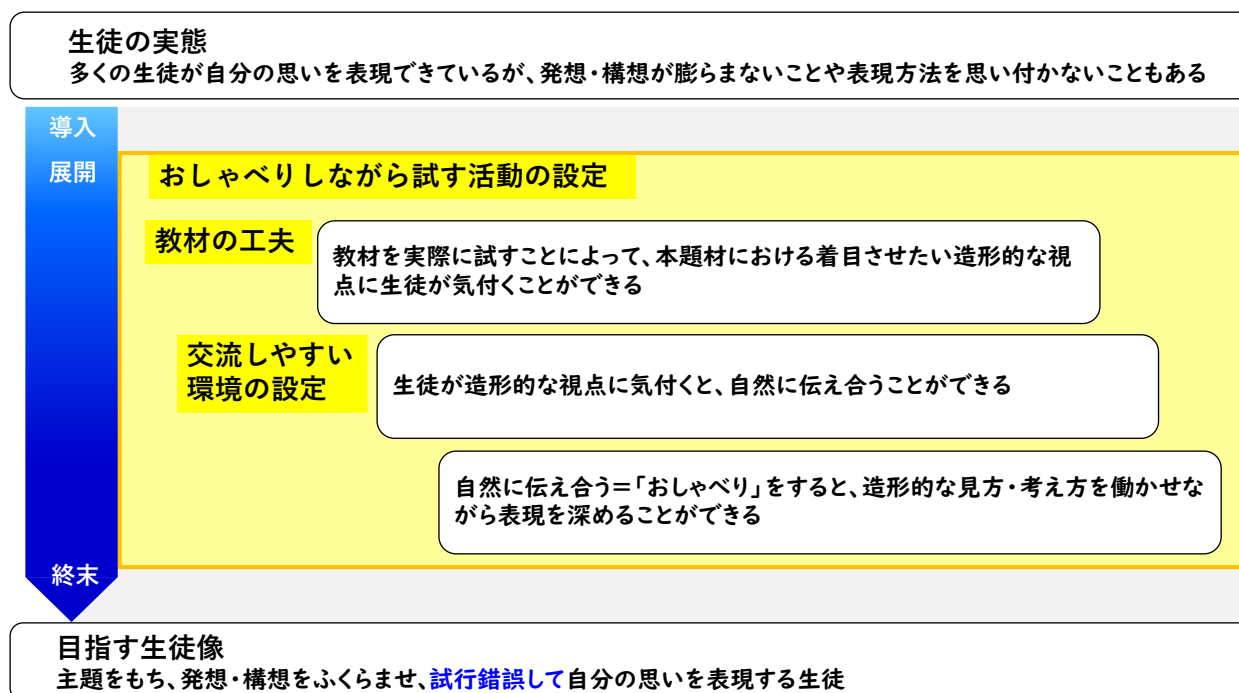 生徒の実態
多くの生徒が自分の思いを表現できているが、発想・構想が膨らまないことや表現方法を思い付かないこともある
導入
展開
おしゃべりしながら試す活動の設定
教材の工夫
教材を実際に試すことによって、本題材における着目させたい造形的な視
点に生徒が気付くことができる
交流しやすい
環境の設定
生徒が造形的な視点に気付くと、自然に伝え合うことができる
自然に伝え合う＝「おしゃべり」をすると、造形的な見方・考え方を働かせな
がら表現を深めることができる
終末
目指す生徒像
主題をもち、発想・構想をふくらませ、試行錯誤して自分の思いを表現する生徒